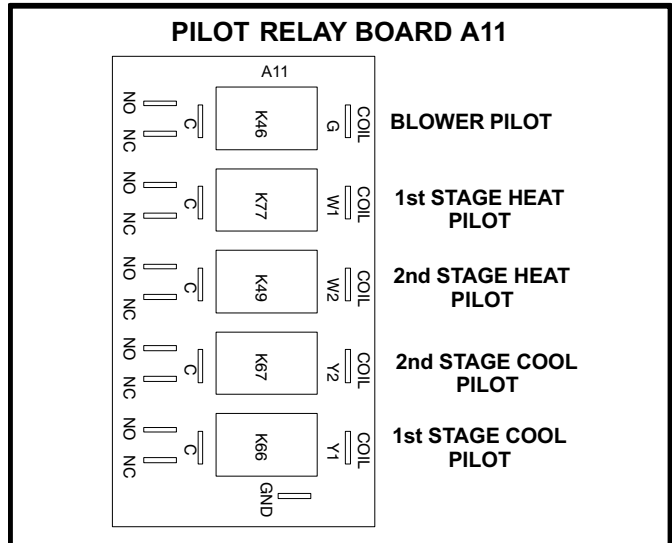 PILOT RELAY BOARD A11
A11
NO
NC
C
K46
G
COIL
BLOWER PILOT
NO
NC
C
K77
W1
COIL
1st STAGE HEAT
PILOT
NO
NC
C
K49
W2
COIL
2nd STAGE HEAT
PILOT
NO
NC
C
K67
Y2
COIL
2nd STAGE COOL
PILOT
NO
NC
C
K66
Y1
COIL
1st STAGE COOL
PILOT
GND